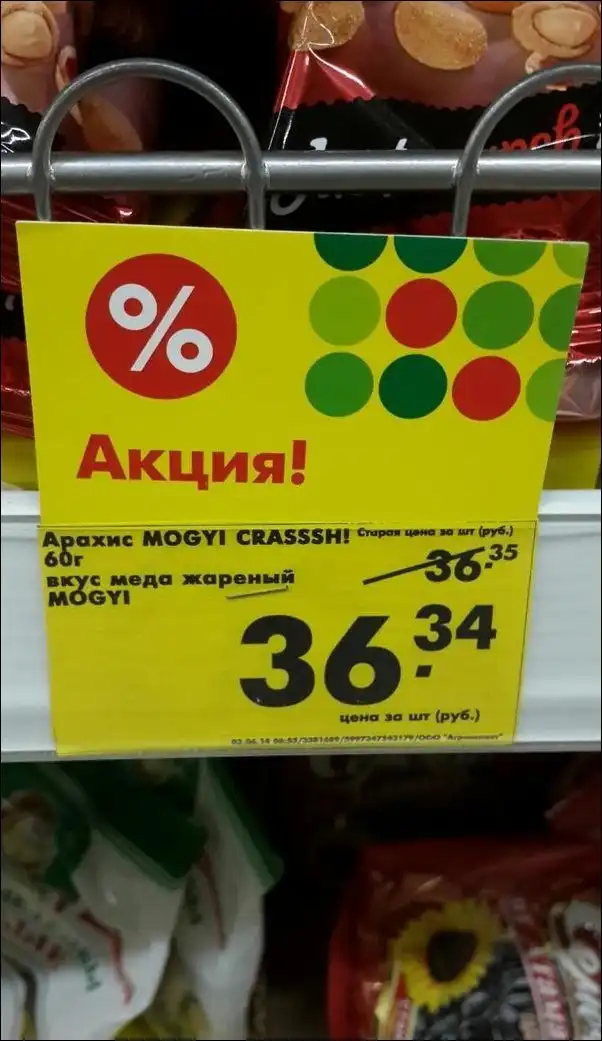 %
Акция!
Арахис MOGYI CRASSSH! Старая цена за шт (руб.)
60г
36.35
вкус меда жареный
MOGYI
36.34
цена за шт (руб.)